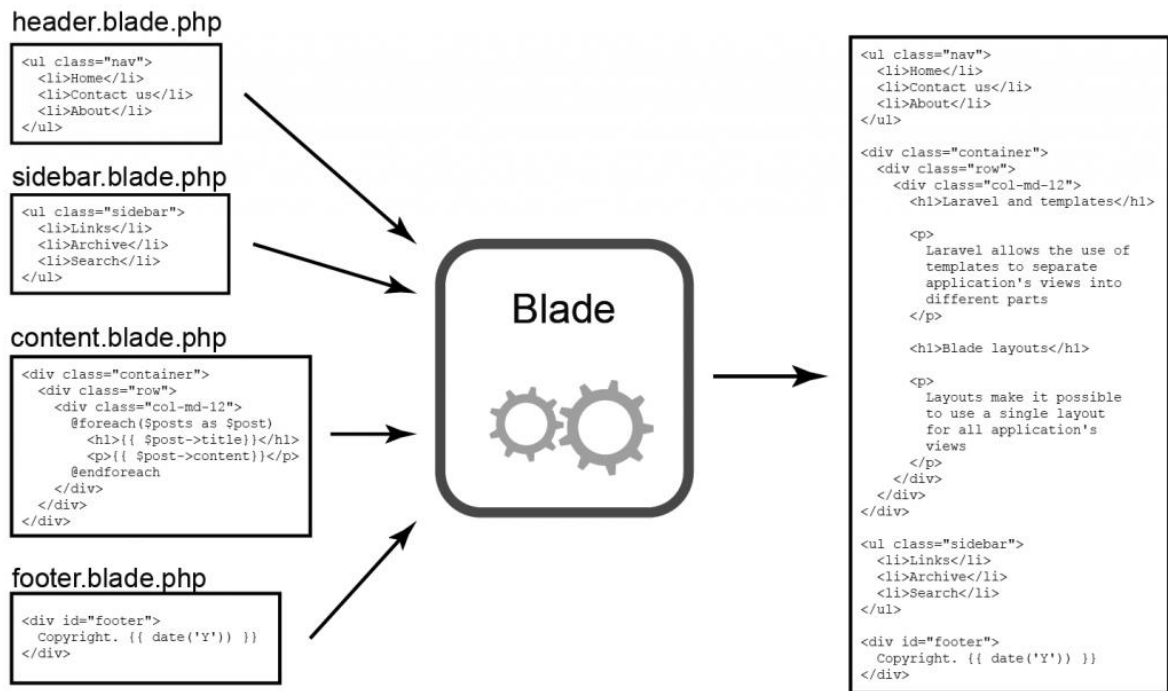 header.blade.php
<ul class="nav">
  <li>Home</li>
  <li>Contact us</li>
  <li>About</li>
</ul>
sidebar.blade.php
<ul class="sidebar">
  <li>Links</li>
  <li>Archive</li>
  <li>Search</li>
</ul>
content.blade.php
<div class="container">
  <div class="row">
    <div class="col-md-12">
      @foreach($posts as $post)
        <h1>{{ $post->title}}</h1>
        <p>{{ $post->content}}</p>
      @endforeach
    </div>
  </div>
</div>
footer.blade.php
<div id="footer">
  Copyright. {{ date('Y')) }}
</div>
Blade
<ul class="nav">
  <li>Home</li>
  <li>Contact us</li>
  <li>About</li>
</ul>
<div class="container">
  <div class="row">
    <div class="col-md-12">
      <h1>Laravel and templates</h1>
      <p>
        Laravel allows the use of
        templates to separate
        application's views into
        different parts
      </p>
      <h1>Blade layouts</h1>
      <p>
        Layouts make it possible
        to use a single layout
        for all application's
        views
      </p>
    </div>
  </div>
</div>
<ul class="sidebar">
  <li>Links</li>
  <li>Archive</li>
  <li>Search</li>
</ul>
<div id="footer">
  Copyright. {{ date('Y')) }}
</div>